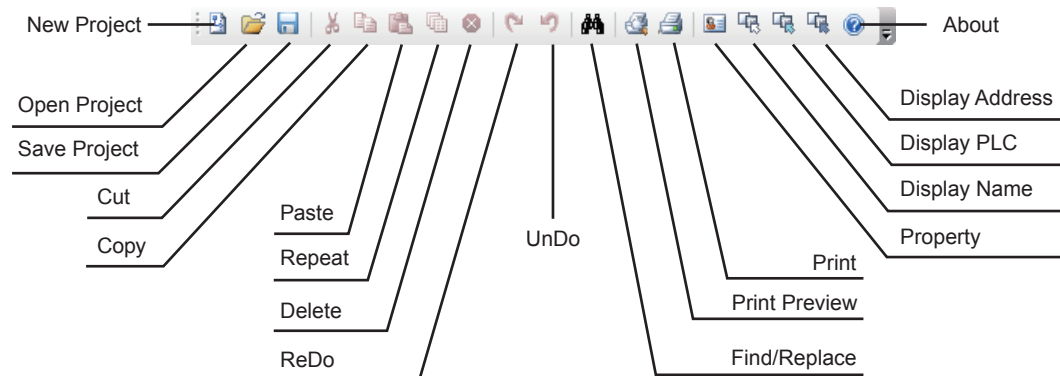 New Project
About
Open Project
Display Address
Save Project
Display PLC
Cut
Display Name
Paste
UnDo
Copy
Property
Repeat
Print
Delete
Print Preview
ReDo
Find/Replace